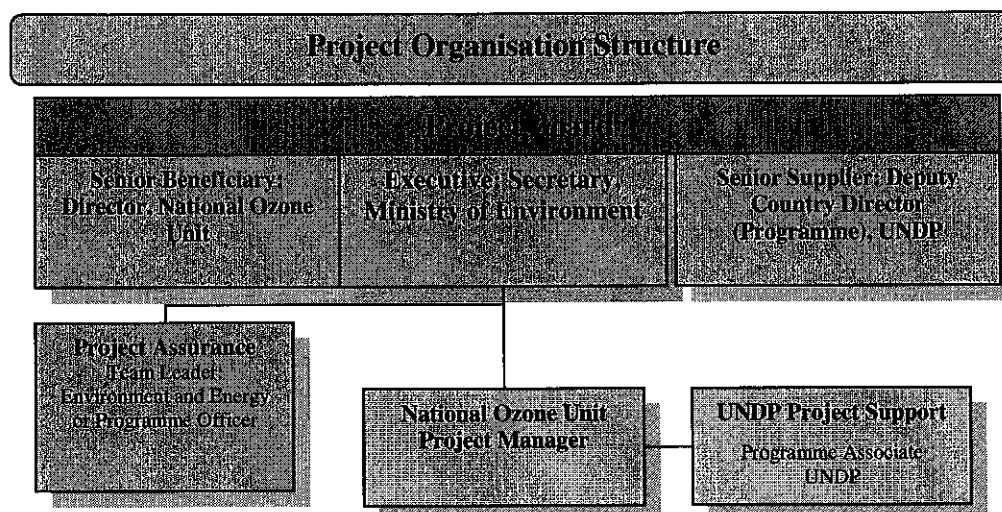 Project Organisation Structure
Project Board
Senior Beneficiary:
Director, National Ozone
Unit
Executive: Secretary,
Ministry of Environment
Senior Supplier: Deputy
Country Director
(Programme), UNDP
Project Assurance
Team Leader
Environment and Energy
or Programme Officer
National Ozone Unit
Project Manager
UNDP Project Support
Programme Associate
UNDP